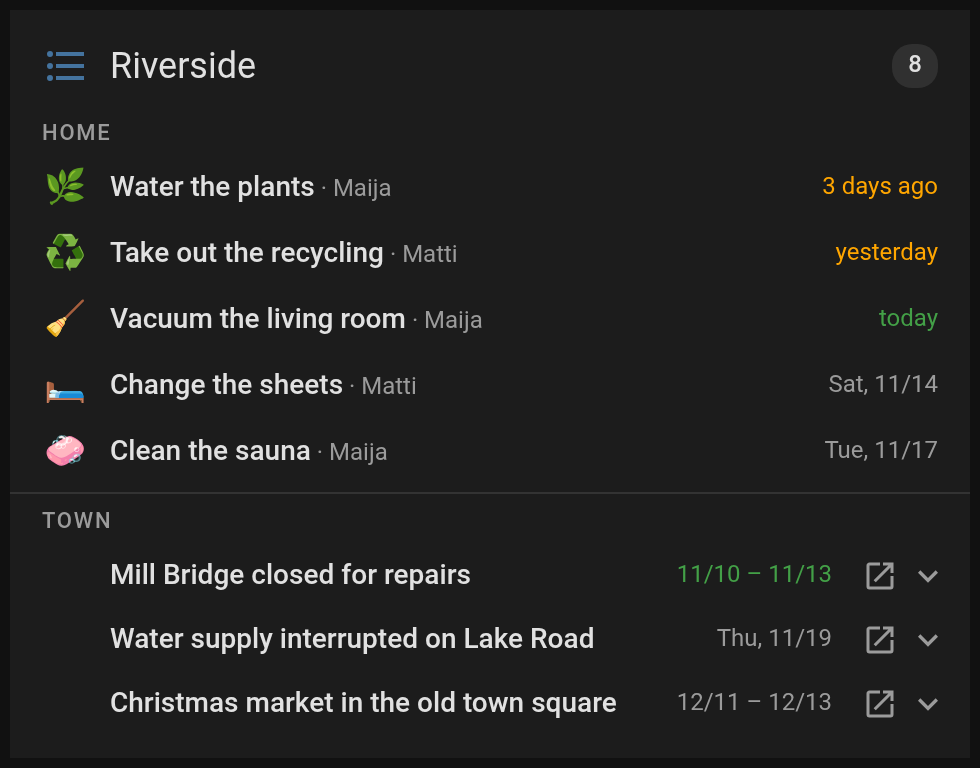 Riverside 8
HOME
Water the plants · Maija 3 days ago
Take out the recycling · Matti yesterday
Vacuum the living room · Maija today
Change the sheets · Matti Sat, 11/14
Clean the sauna · Maija Tue, 11/17
TOWN
Mill Bridge closed for repairs 11/10 – 11/13
Water supply interrupted on Lake Road Thu, 11/19
Christmas market in the old town square 12/11 – 12/13